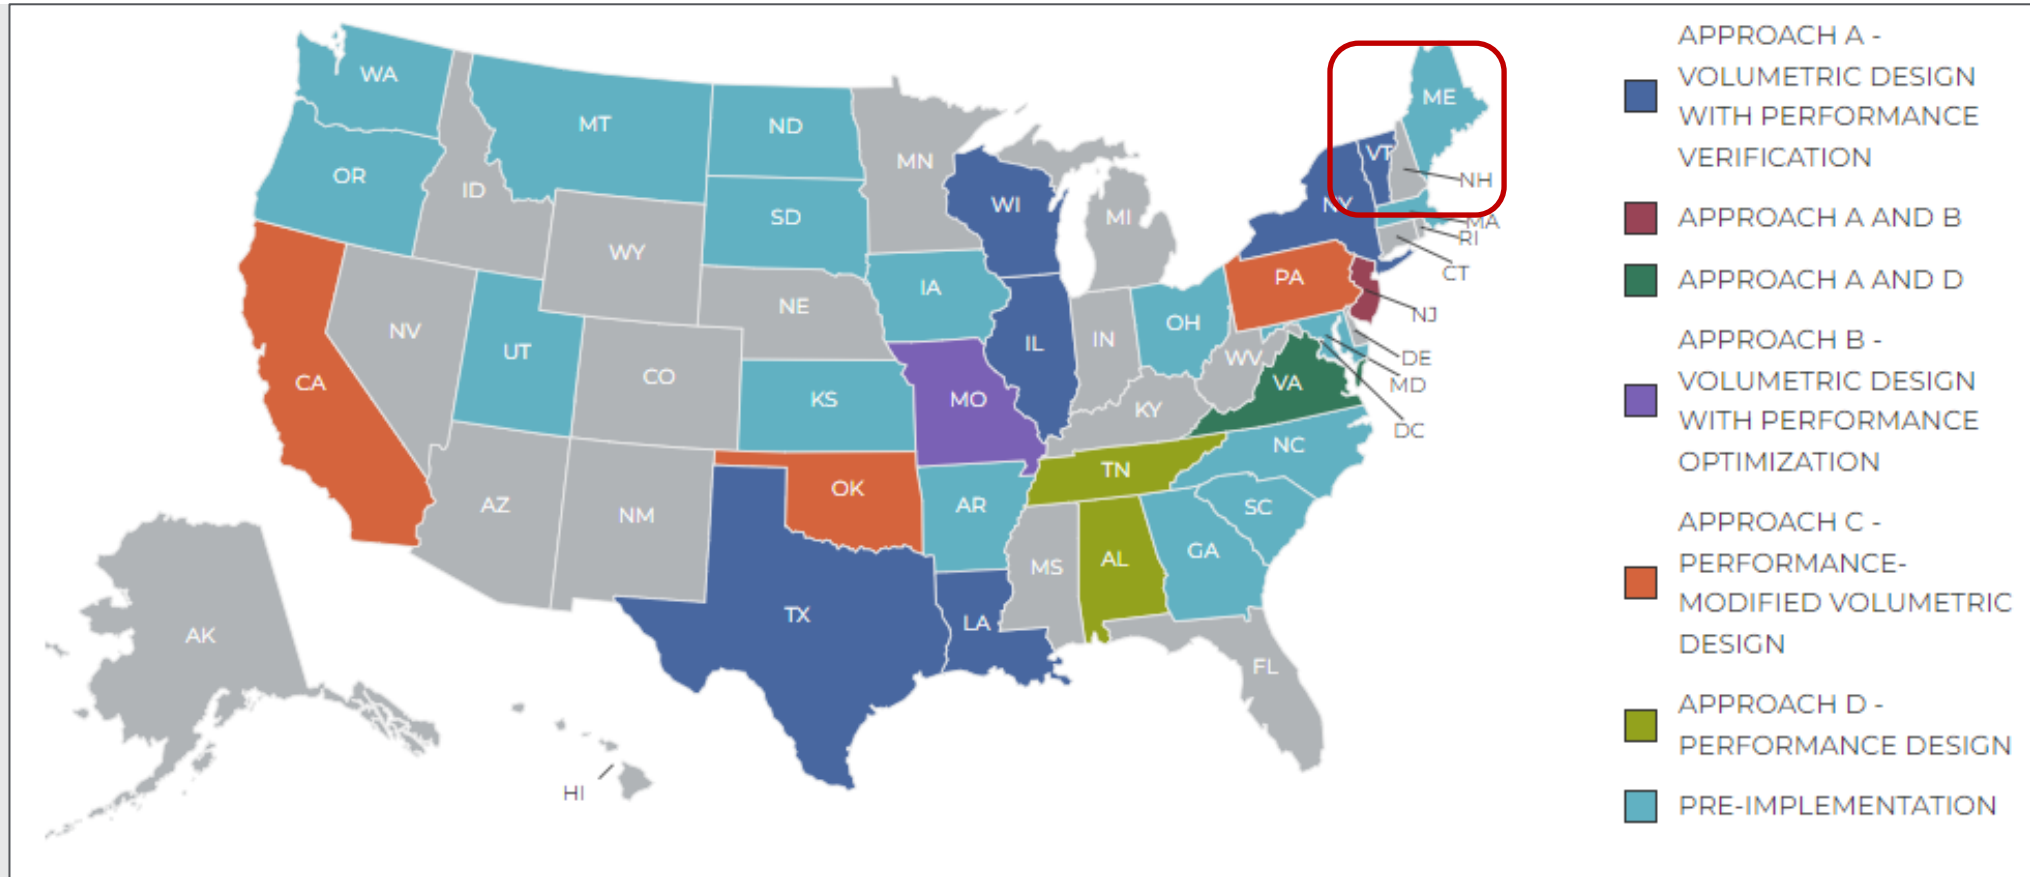 WA
MT
ND
MN
ME
OR
ID
SD
WI
MI
VT
NH
NY
MA
RI
CT
WY
IA
NE
PA
NJ
NV
UT
CO
KS
MO
IL
IN
OH
WV
VA
DE
MD
DC
KY
CA
AZ
NM
OK
AR
TN
NC
SC
MS
AL
GA
TX
LA
FL
AK
HI
APPROACH A -
VOLUMETRIC DESIGN
WITH PERFORMANCE
VERIFICATION
APPROACH A AND B
APPROACH A AND D
APPROACH B -
VOLUMETRIC DESIGN
WITH PERFORMANCE
OPTIMIZATION
APPROACH C -
PERFORMANCE-
MODIFIED VOLUMETRIC
DESIGN
APPROACH D -
PERFORMANCE DESIGN
PRE-IMPLEMENTATION